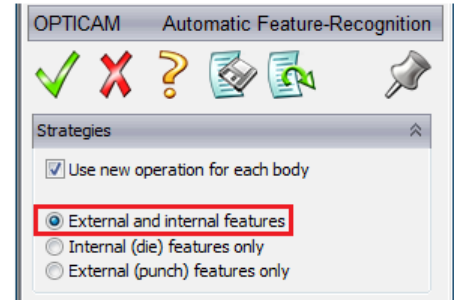 OPTICAM Automatic Feature-Recognition
Strategies
Use new operation for each body
External and internal features
Internal (die) features only
External (punch) features only